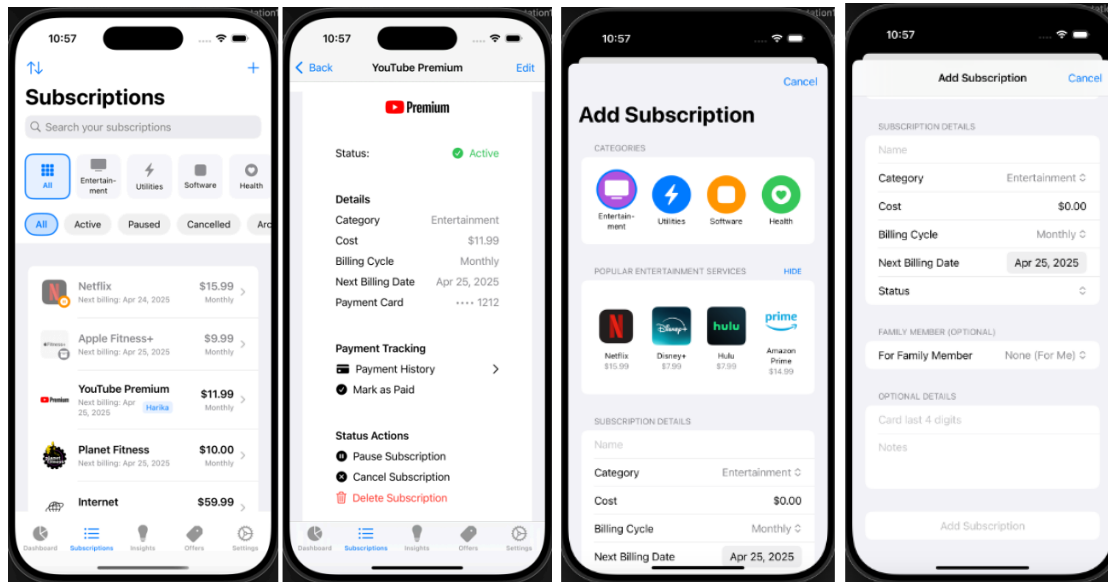 10:57
Subscriptions
Search your subscriptions
All
Entertain-
ment
Utilities
Software
Health
All
Active
Paused
Cancelled
Arc
Netflix
$15.99
Next billing: Apr 24, 2025
Monthly
Apple Fitness+
$9.99
Next billing: Apr 25, 2025
Monthly
YouTube Premium
$11.99
Next billing: Apr
25, 2025
Harika
Monthly
Planet Fitness
$10.00
Next billing: Apr 25, 2025
Monthly
Internet
$59.99
Dashboard
Subscriptions
Insights
Offers
Settings
10:57
Back
YouTube Premium
Edit
Premium
Status:
Active
Details
Category
Entertainment
Cost
$11.99
Billing Cycle
Monthly
Next Billing Date
Apr 25, 2025
Payment Card
•••• 1212
Payment Tracking
Payment History
Mark as Paid
Status Actions
Pause Subscription
Cancel Subscription
Delete Subscription
Dashboard
Subscriptions
Insights
Offers
Settings
10:57
Cancel
Add Subscription
CATEGORIES
Entertain-
ment
Utilities
Software
Health
POPULAR ENTERTAINMENT SERVICES
HIDE
Disney+
hulu
prime
Netflix
$15.99
Disney+
$7.99
Hulu
$7.99
Amazon
Prime
$14.99
SUBSCRIPTION DETAILS
Name
Category
Entertainment
Cost
$0.00
Billing Cycle
Monthly
Next Billing Date
Apr 25, 2025
10:57
Add Subscription
Cancel
SUBSCRIPTION DETAILS
Name
Category
Entertainment
Cost
$0.00
Billing Cycle
Monthly
Next Billing Date
Apr 25, 2025
Status
FAMILY MEMBER (OPTIONAL)
For Family Member
None (For Me)
OPTIONAL DETAILS
Card last 4 digits
Notes
Add Subscription